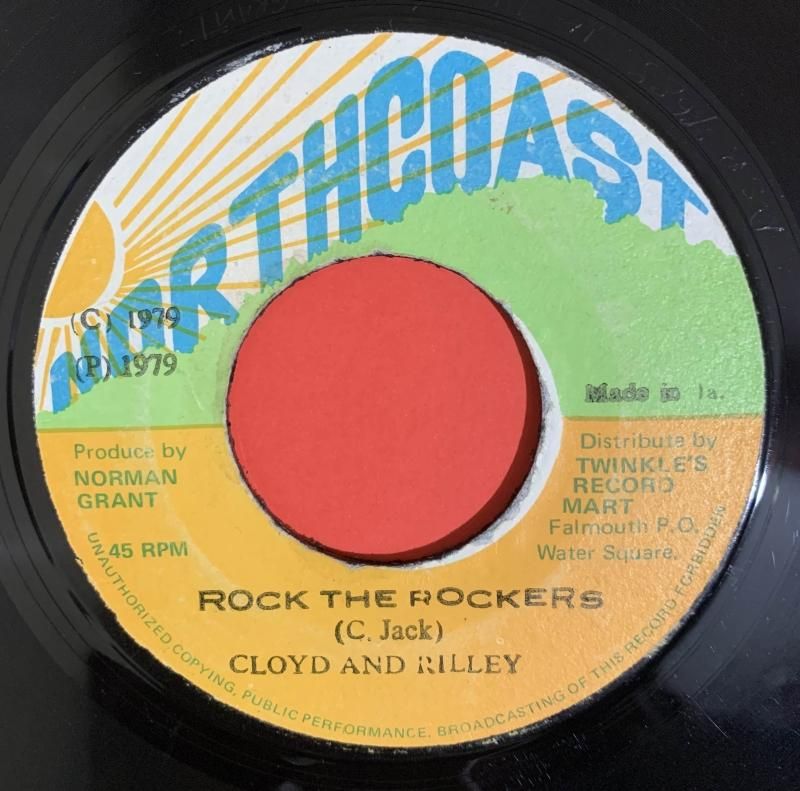 NORTHCOAST
(C) 1979
(P) 1979
Made in Ja.
Produce by
NORMAN
GRANT
45 RPM
Distribute by
TWINKLE'S
RECORD
MART
Falmouth P.O.
Water Square.
ROCK THE ROCKERS
(C. Jack)
CLOYD AND RILLEY
UNAUTHORIZED COPYING, PUBLIC PERFORMANCE, BROADCASTING OF THIS RECORD FORBIDDEN